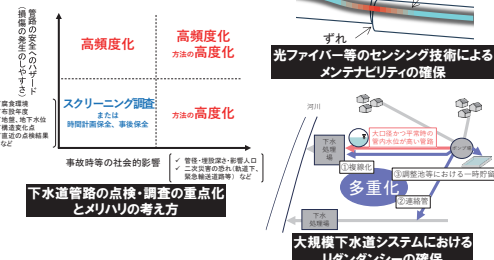 管路の安全へのハザード
(損傷の発生のしやすさ)
腐食環境
布設年度
地盤、地下水位
構造変化点
直近の点検結果
など
高頻度化
高頻度化
方法の高度化
スクリーニング調査
または
時間計画保全、事後保全
方法の高度化
事故時等の社会的影響
✓ 管径・埋設深さ・影響人口
✓ 二次災害の恐れ(軌道下、
緊急輸送道路等) など
下水道管路の点検・調査の重点化
とメリハリの考え方
ずれ
光ファイバー等のセンシング技術による
メンテナビリティの確保
河川
下水
処理
場
大口径かつ平常時の
管内水位が高い管路
ポンプ場
①複線化
③調整池等における一時貯留
多重化
②連絡管
下水
処理場
大規模下水道システムにおける
リダンダンシーの確保